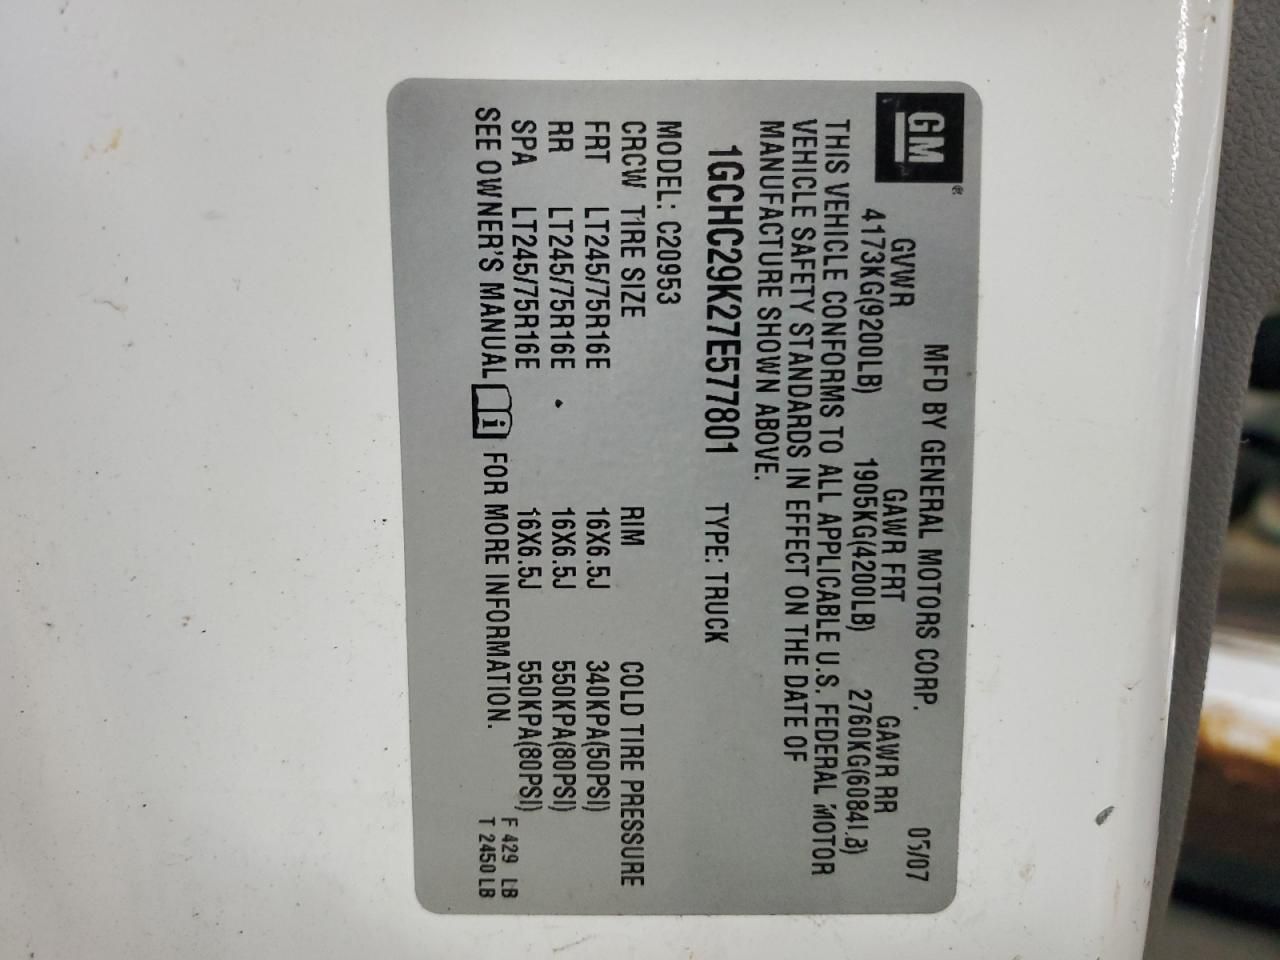 GM®
MFD BY GENERAL MOTORS CORP. 05/07
GVWR GAWR FRT GAWR RR
4173KG(9200LB) 1905KG(4200LB) 2760KG(6084LB)
THIS VEHICLE CONFORMS TO ALL APPLICABLE U.S. FEDERAL MOTOR
VEHICLE SAFETY STANDARDS IN EFFECT ON THE DATE OF
MANUFACTURE SHOWN ABOVE.
1GCHC29K27E577801 TYPE: TRUCK
MODEL: C20953
CRCW TIRE SIZE RIM COLD TIRE PRESSURE
FRT LT245/75R16E 16X6.5J 340KPA(50PSI)
RR LT245/75R16E 16X6.5J 550KPA(80PSI)
SPA LT245/75R16E 16X6.5J 550KPA(80PSI)
SEE OWNER'S MANUAL i FOR MORE INFORMATION.
F 429 LB
T 2450 LB